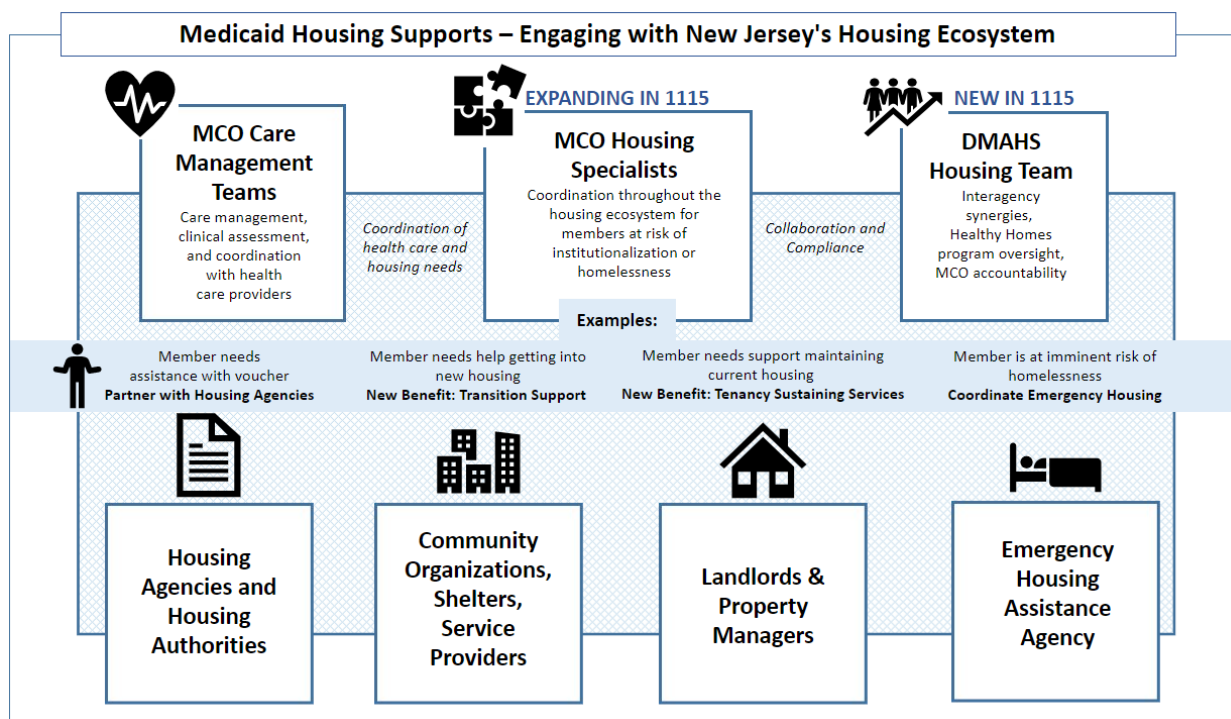 Medicaid Housing Supports – Engaging with New Jersey's Housing Ecosystem
EXPANDING IN 1115
NEW IN 1115
MCO Care
Management
Teams
Care management,
clinical assessment,
and coordination
with health
care providers
Coordination of
health care and
housing needs
MCO Housing
Specialists
Coordination throughout the
housing ecosystem for
members at risk of
institutionalization or
homelessness
Collaboration and
Compliance
DMAHS
Housing Team
Interagency
synergies,
Healthy Homes
program oversight,
MCO accountability
Examples:
Member needs
assistance with voucher
Partner with Housing Agencies
Member needs help getting into
new housing
New Benefit: Transition Support
Member needs support maintaining
current housing
New Benefit: Tenancy Sustaining Services
Member is at imminent risk of
homelessness
Coordinate Emergency Housing
Housing
Agencies and
Housing
Authorities
Community
Organizations,
Shelters,
Service
Providers
Landlords &
Property
Managers
Emergency
Housing
Assistance
Agency